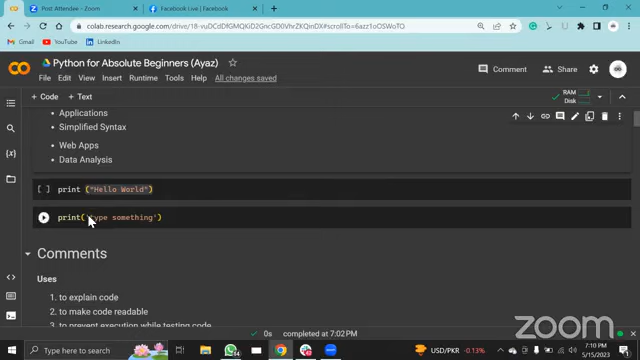 Post Attendee - Zoom
Facebook Live | Facebook
colab.research.google.com/drive/
Gmail
YouTube
LinkedIn
CO
Python for Absolute Beginners (Ayaz)
File Edit View Insert Runtime Tools Help All changes saved
Comment
Share
+ Code + Text
RAM
Disk
Applications
Simplified Syntax
Web Apps
Data Analysis
[ ] print ("Hello World")
print('type something')
Comments
Uses
1. to explain code
2. to make code readable
3. to prevent execution while testing code
0s completed at 7:02 PM
zoom
Type here to search
USD/PKR -0.13%
7:10 PM
5/15/2023